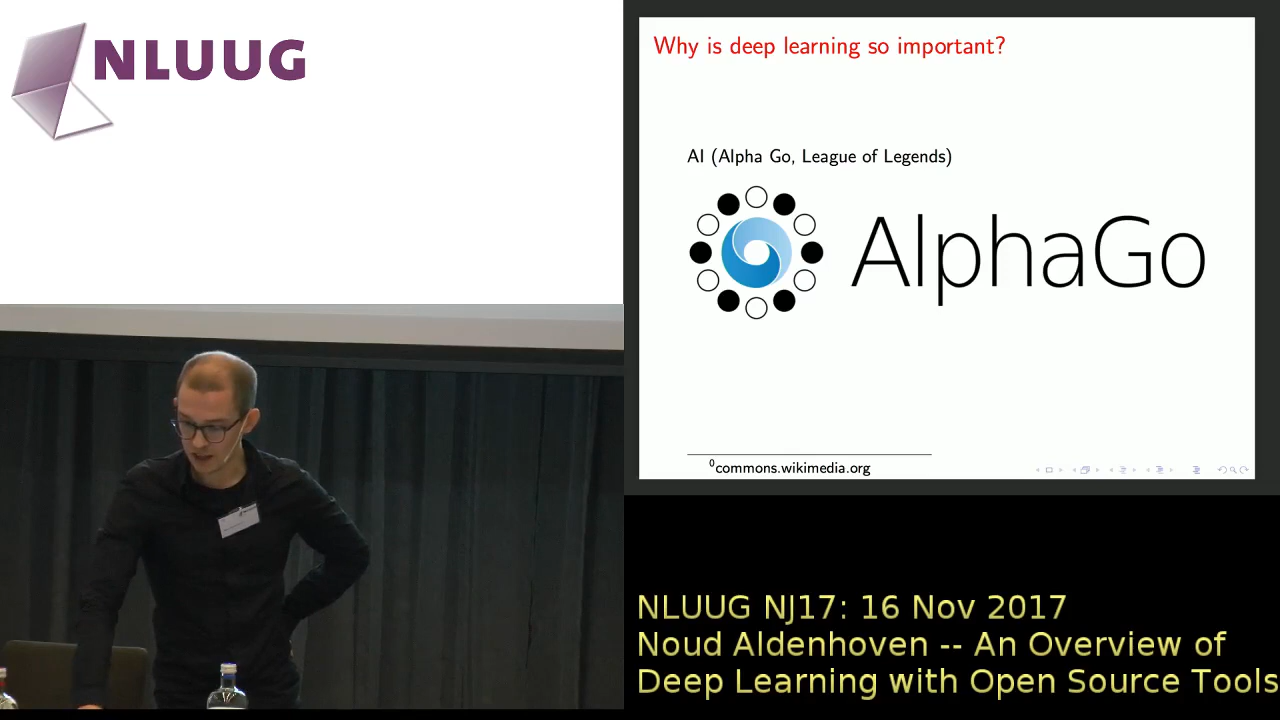 NLUUG
Why is deep learning so important?
AI (Alpha Go, League of Legends)
AlphaGo
0commons.wikimedia.org
NLUUG NJ17: 16 Nov 2017
Noud Aldenhoven -- An Overview of
Deep Learning with Open Source Tools